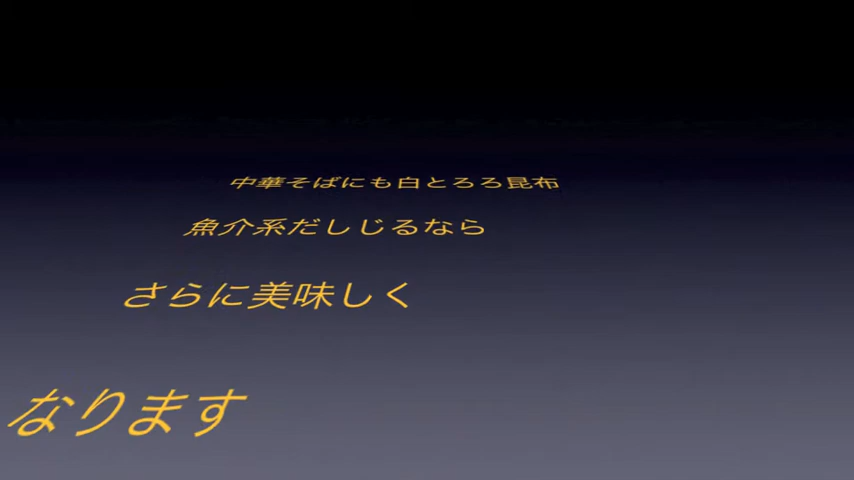 中華そばにも白とろろ昆布
魚介系だしじるなら
さらに美味しく
なります